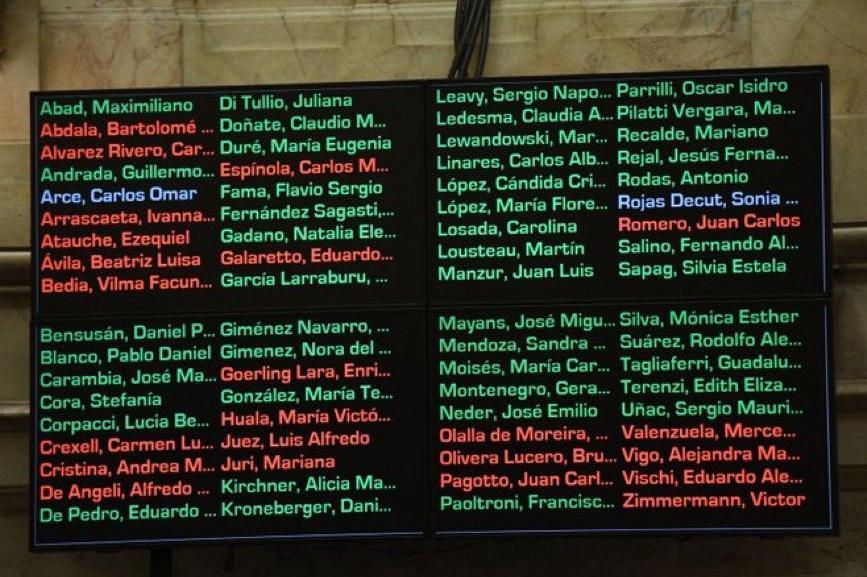 Abad, Maximiliano
Abdala, Bartolomé ...
Alvarez Rivero, Car...
Andrada, Guillermo...
Arce, Carlos Omar
Arrascaeta, Ivanna...
Atauche, Ezequiel
Ávila, Beatriz Luisa
Bedia, Vilma Facun...
Di Tullio, Juliana
Doñate, Claudio M...
Duré, María Eugenia
Espínola, Carlos M...
Fama, Flavio Sergio
Fernández Sagasti,...
Gadano, Natalia Ele...
Galaretto, Eduardo...
García Larraburu, ...
Leavy, Sergio Napo...
Ledesma, Claudia A...
Lewandowski, Mar...
Linares, Carlos Alb...
López, Cándida Cri...
López, María Flore...
Losada, Carolina
Lousteau, Martín
Manzur, Juan Luis
Parrilli, Oscar Isidro
Pilatti Vergara, Ma...
Recalde, Mariano
Rejal, Jesús Ferna...
Rodas, Antonio
Rojas Decut, Sonia ...
Romero, Juan Carlos
Salino, Fernando Al...
Sapag, Silvia Estela
Bensusán, Daniel P...
Blanco, Pablo Daniel
Carambia, José Ma...
Cora, Stefanía
Corpacci, Lucia Be...
Crexell, Carmen Lu...
Cristina, Andrea M...
De Angeli, Alfredo ...
De Pedro, Eduardo ...
Giménez Navarro, ...
Gimenez, Nora del ...
Goerling Lara, Enri...
González, María Te...
Huala, María Victó...
Juez, Luis Alfredo
Juri, Mariana
Kirchner, Alicia Ma...
Kroneberger, Dani...
Mayans, José Migu...
Mendoza, Sandra ...
Moisés, María Car...
Montenegro, Gera...
Neder, José Emilio
Olalla de Moreira, ...
Olivera Lucero, Bru...
Pagotto, Juan Carl...
Paoltroni, Francisc...
Silva, Mónica Esther
Suárez, Rodolfo Ale...
Tagliaferri, Guadalu...
Terenzi, Edith Eliza...
Uñac, Sergio Mauri...
Valenzuela, Merce...
Vigo, Alejandra Ma...
Vischi, Eduardo Ale...
Zimmermann, Victor